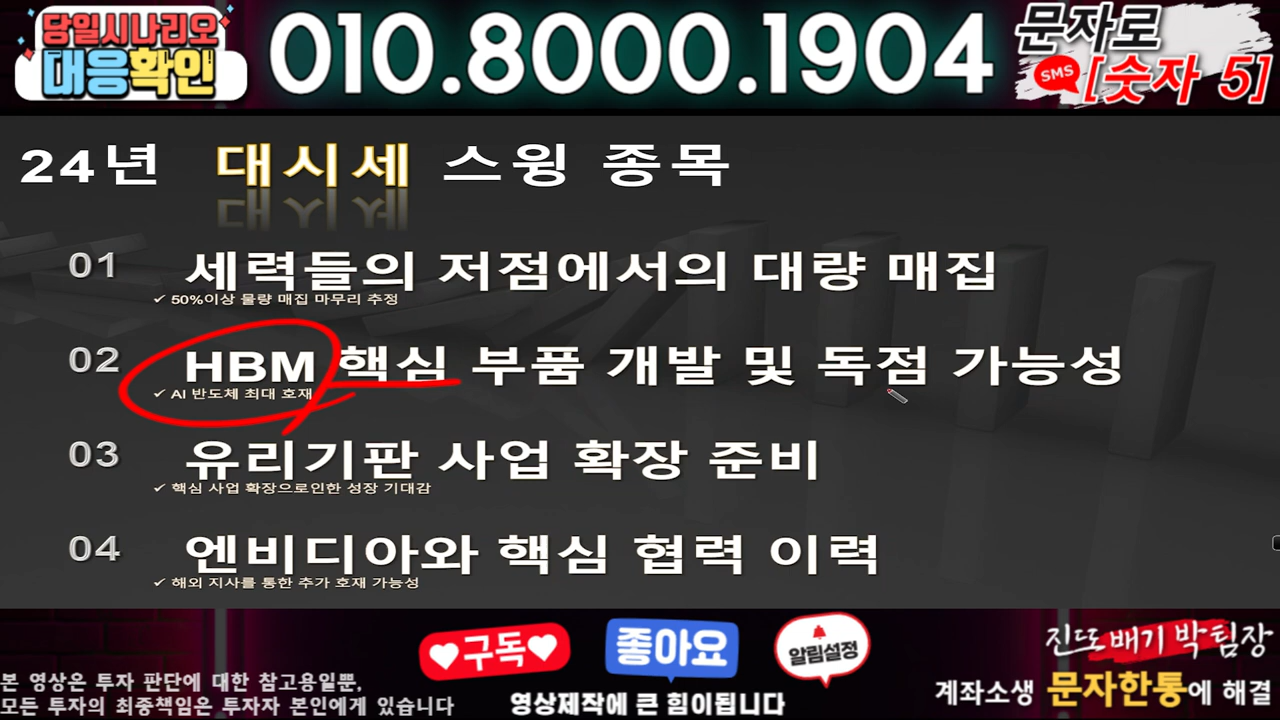 당일시나리오
대응확인
010.8000.1904
문자로
SMS
[숫자 5]
24년 대시세 스윙 종목
01 세력들의 저점에서의 대량 매집
✓ 50%이상 물량 매집 마무리 추정
02 HBM 핵심 부품 개발 및 독점 가능성
✓ AI 반도체 최대 호재
03 유리기판 사업 확장 준비
✓ 핵심 사업 확장으로인한 성장 기대감
04 엔비디아와 핵심 협력 이력
✓ 해외 지사를 통한 추가 호재 가능성
구독
좋아요
알림설정
영상제작에 큰 힘이됩니다
본 영상은 투자 판단에 대한 참고용일뿐,
모든 투자의 최종책임은 투자자 본인에게 있습니다
진또배기 박팀장
계좌소생 문자한통에 해결